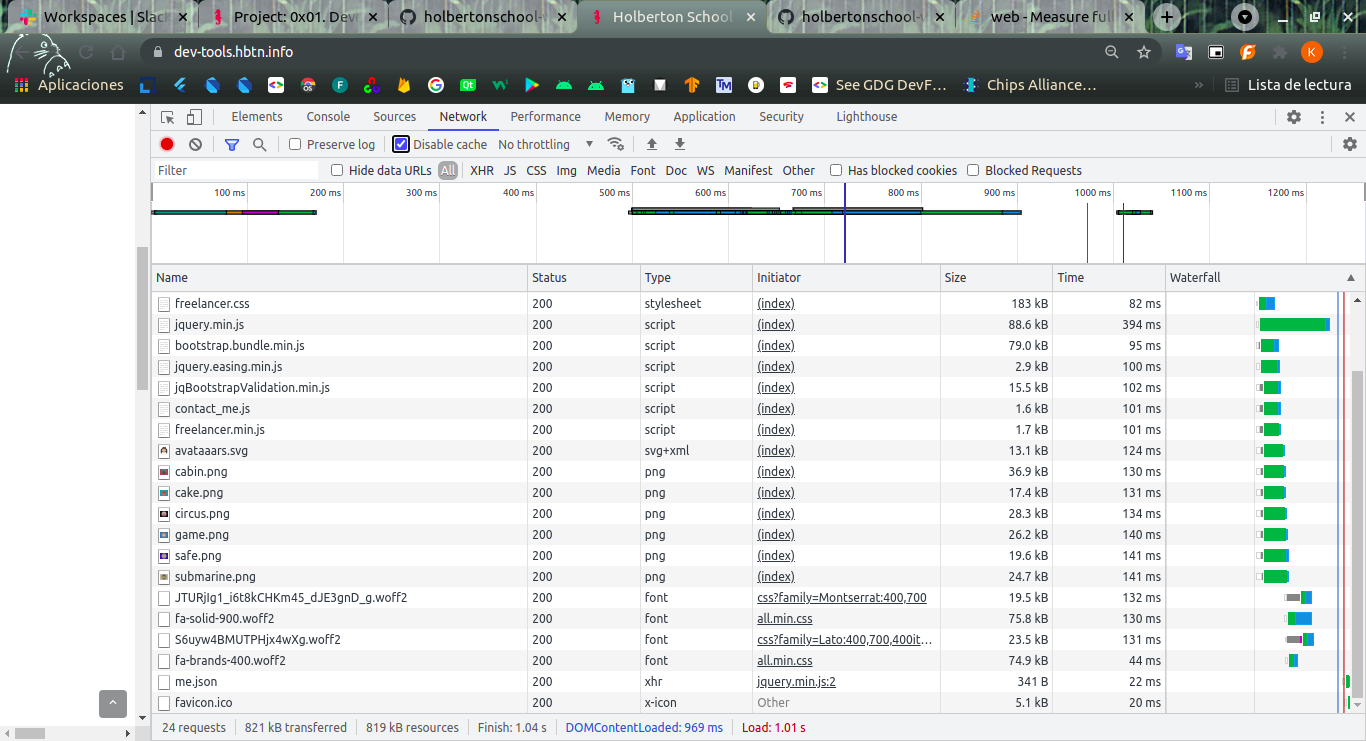 Workspaces | Slac
Project: 0x01. Dev
holbertonschool-w
Holberton School
holbertonschool-w
web - Measure full
dev-tools.hbtn.info
K
Aplicaciones
See GDG DevF…
Chips Alliance…
»
Lista de lectura
Elements Console Sources Network Performance Memory Application Security Lighthouse
Preserve log Disable cache No throttling
Filter Hide data URLs All XHR JS CSS Img Media Font Doc WS Manifest Other Has blocked cookies Blocked Requests
100 ms 200 ms 300 ms 400 ms 500 ms 600 ms 700 ms 800 ms 900 ms 1000 ms 1100 ms 1200 ms
Name Status Type Initiator Size Time Waterfall
freelancer.css 200 stylesheet (index) 183 kB 82 ms
jquery.min.js 200 script (index) 88.6 kB 394 ms
bootstrap.bundle.min.js 200 script (index) 79.0 kB 95 ms
jquery.easing.min.js 200 script (index) 2.9 kB 100 ms
jqBootstrapValidation.min.js 200 script (index) 15.5 kB 102 ms
contact_me.js 200 script (index) 1.6 kB 101 ms
freelancer.min.js 200 script (index) 1.7 kB 101 ms
avataaars.svg 200 svg+xml (index) 13.1 kB 124 ms
cabin.png 200 png (index) 36.9 kB 130 ms
cake.png 200 png (index) 17.4 kB 131 ms
circus.png 200 png (index) 28.3 kB 134 ms
game.png 200 png (index) 26.2 kB 140 ms
safe.png 200 png (index) 19.6 kB 141 ms
submarine.png 200 png (index) 24.7 kB 141 ms
JTURjIg1_i6t8kCHKm45_dJE3gnD_g.woff2 200 font css?family=Montserrat:400,700 19.5 kB 132 ms
fa-solid-900.woff2 200 font all.min.css 75.8 kB 130 ms
S6uyw4BMUTPHjx4wXg.woff2 200 font css?family=Lato:400,700,400it… 23.5 kB 131 ms
fa-brands-400.woff2 200 font all.min.css 74.9 kB 44 ms
me.json 200 xhr jquery.min.js:2 341 B 22 ms
favicon.ico 200 x-icon Other 5.1 kB 20 ms
24 requests 821 kB transferred 819 kB resources Finish: 1.04 s DOMContentLoaded: 969 ms Load: 1.01 s